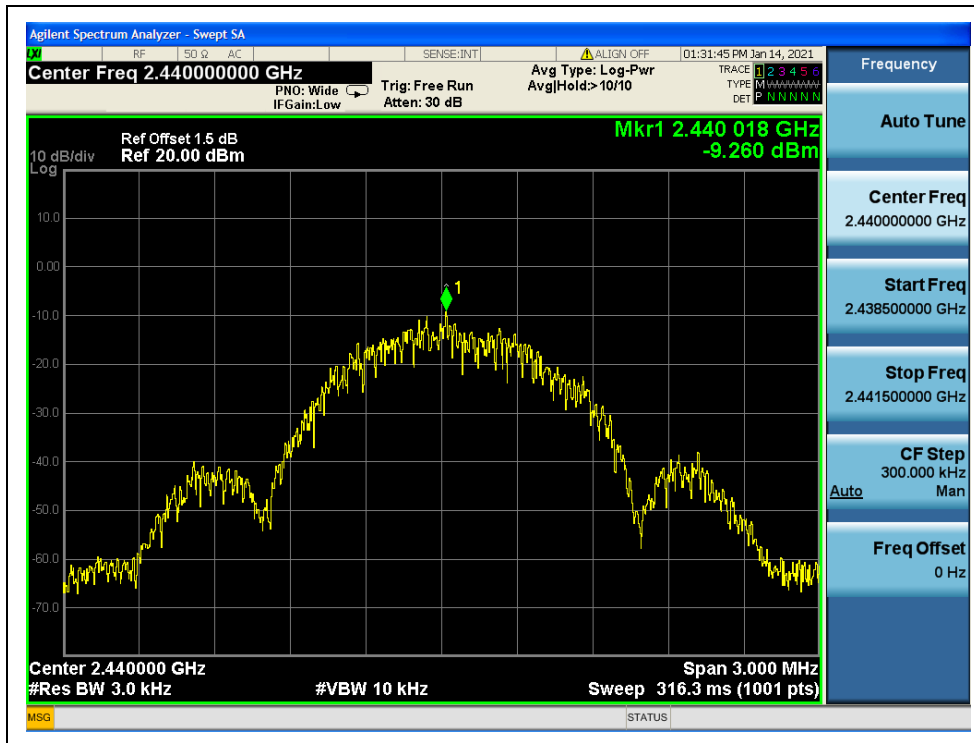 Agilent Spectrum Analyzer - Swept SA
LXI RF 50 Ω AC SENSE:INT ALIGN OFF 01:31:45 PM Jan 14, 2021
Center Freq 2.440000000 GHz
PNO: Wide
IFGain:Low
Trig: Free Run
Atten: 30 dB
Avg Type: Log-Pwr
Avg|Hold:>10/10
TRACE 1 2 3 4 5 6
TYPE M WWWWW
DET P N N N N N
Ref Offset 1.5 dB
10 dB/div Ref 20.00 dBm
Log
Mkr1 2.440 018 GHz
-9.260 dBm
10.0
0.00
1
-10.0
-20.0
-30.0
-40.0
-50.0
-60.0
-70.0
Center 2.440000 GHz Span 3.000 MHz
#Res BW 3.0 kHz #VBW 10 kHz Sweep 316.3 ms (1001 pts)
MSG STATUS
Frequency
Auto Tune
Center Freq
2.440000000 GHz
Start Freq
2.438500000 GHz
Stop Freq
2.441500000 GHz
CF Step
300.000 kHz
Auto Man
Freq Offset
0 Hz